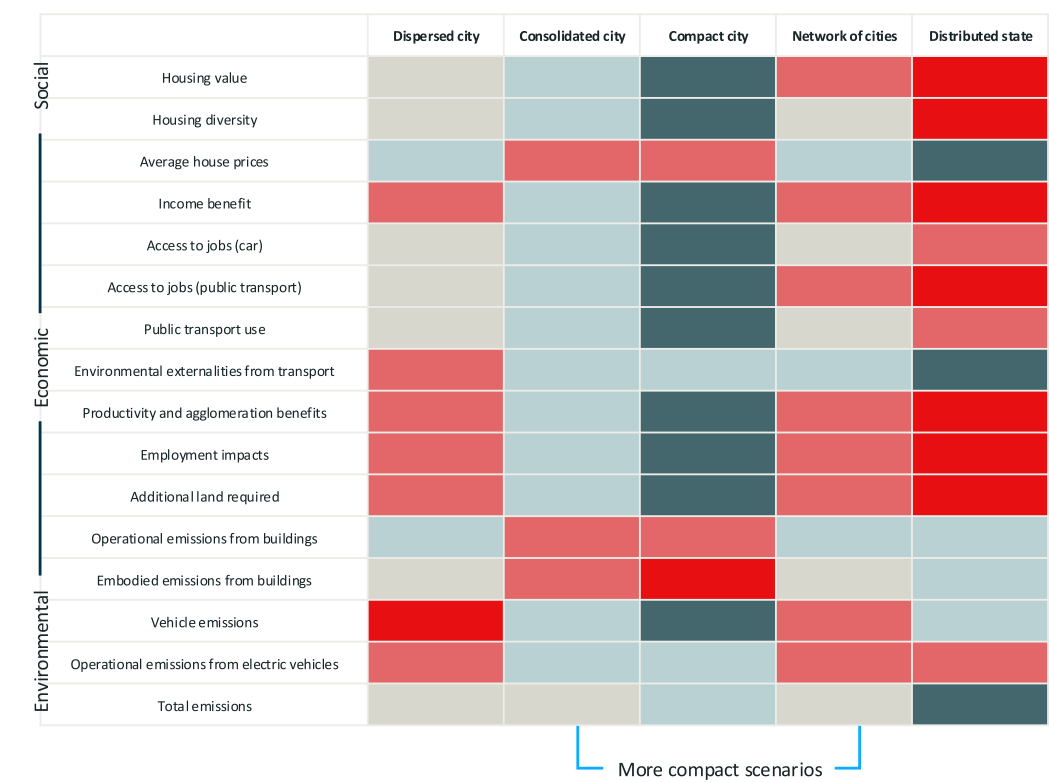 Dispersed city Consolidated city Compact city Network of cities Distributed state
Social
Housing value
Housing diversity
Average house prices
Income benefit
Access to jobs (car)
Access to jobs (public transport)
Public transport use
Economic
Environmental externalities from transport
Productivity and agglomeration benefits
Employment impacts
Additional land required
Operational emissions from buildings
Embodied emissions from buildings
Environmental
Vehicle emissions
Operational emissions from electric vehicles
Total emissions
More compact scenarios